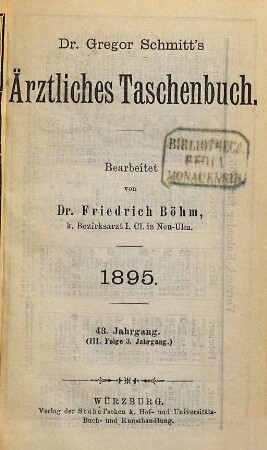 Dr. Gregor Schmitt's
Ärztliches Taschenbuch.
BIBLIOTHECA
REGIA
MONACENSIS
Bearbeitet
von
Dr. Friedrich Böhm,
k. Bezirksarzt I. Cl. in Neu-Ulm.
1895.
43. Jahrgang.
(III. Folge 3. Jahrgang.)
WÜRZBURG,
Verlag der Stahel'schen k. Hof- und Universitäts-
Buch- und Kunsthandlung.